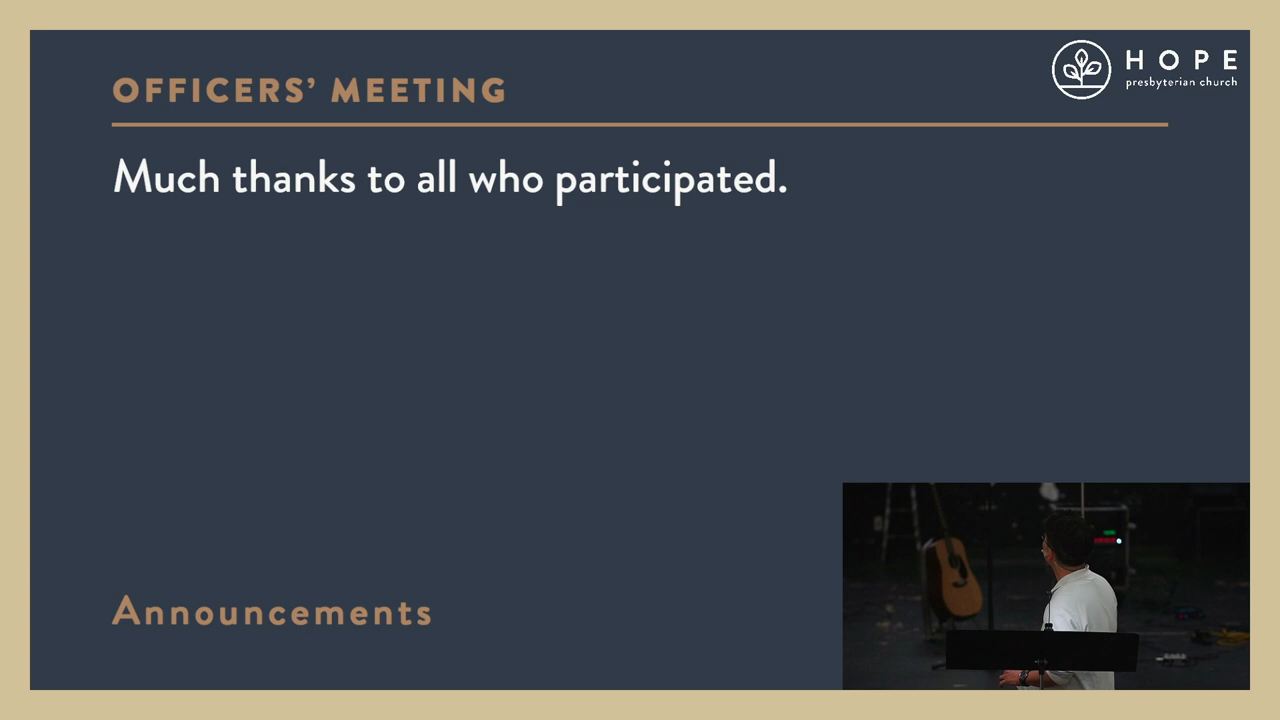 HOPE
presbyterian church
OFFICERS’ MEETING
Much thanks to all who participated.
Announcements